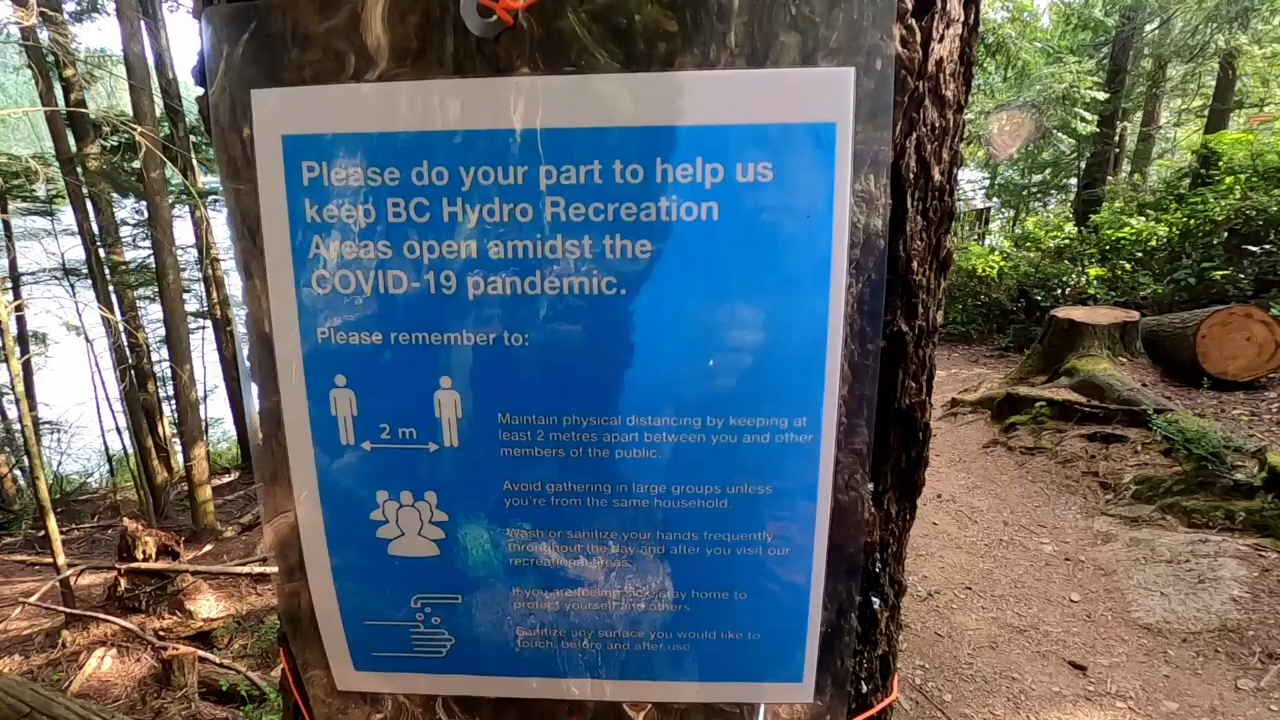 Please do your part to help us
keep BC Hydro Recreation
Areas open amidst the
COVID-19 pandemic.
Please remember to:
2 m
Maintain physical distancing by keeping at
least 2 metres apart between you and other
members of the public.
Avoid gathering in large groups unless
you're from the same household.
Wash or sanitize your hands frequently
throughout the day and after you visit our
recreational areas.
If you are feeling sick, stay home to
protect yourself and others.
Sanitize any surface you would like to
touch, before and after use.